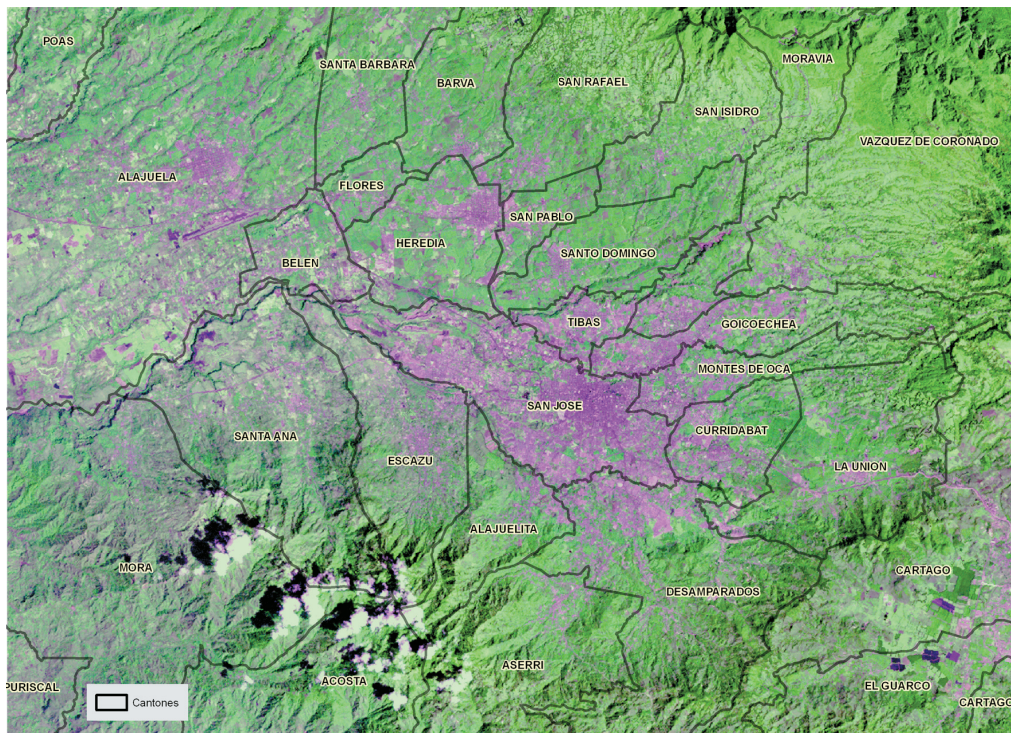 POAS
SANTA BARBARA
BARVA
SAN RAFAEL
MORAVIA
SAN ISIDRO
VAZQUEZ DE CORONADO
ALAJUELA
FLORES
SAN PABLO
HEREDIA
SANTO DOMINGO
BELEN
TIBAS
GOICOECHEA
MONTES DE OCA
SAN JOSE
CURRIDABAT
SANTA ANA
ESCAZU
LA UNION
ALAJUELITA
MORA
CARTAGO
DESAMPARADOS
ASERRI
ACOSTA
EL GUARCO
PURISCAL
CARTAGO
Cantones